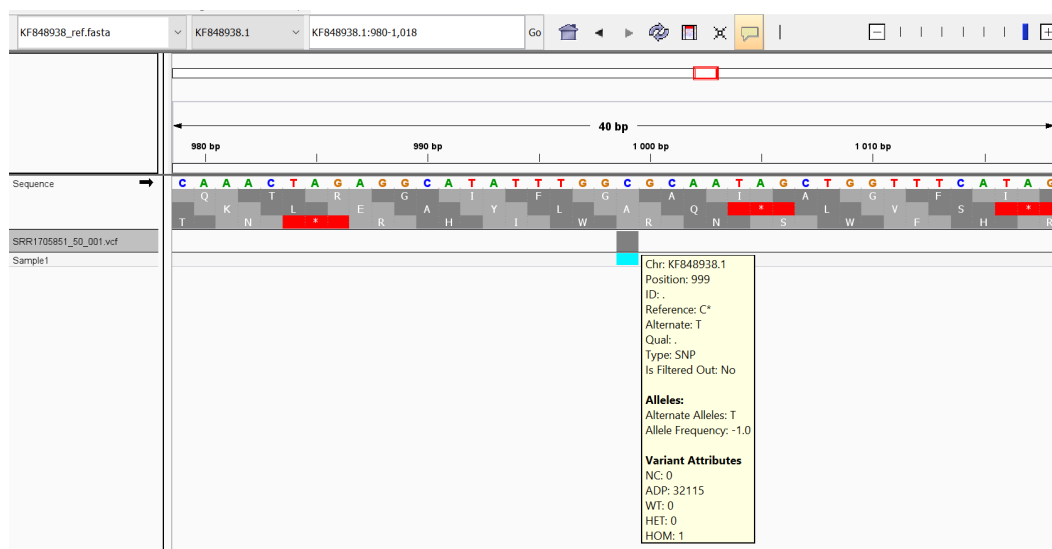 KF848938_ref.fasta KF848938.1 KF848938.1:980-1,018 Go
40 bp
980 bp 990 bp 1 000 bp 1 010 bp
Sequence C A A A C T A G A G G C A T A T T T G G C G C A A T A G C T G G T T T C A T A G
Q T R G I F G A I A G F I
K L E A Y L A Q * L V S *
T N * R H I W R N S W F H R
SRR1705851_50_001.vcf
Sample1
Chr: KF848938.1
Position: 999
ID: .
Reference: C*
Alternate: T
Qual: .
Type: SNP
Is Filtered Out: No
Alleles:
Alternate Alleles: T
Allele Frequency: -1.0
Variant Attributes
NC: 0
ADP: 32115
WT: 0
HET: 0
HOM: 1